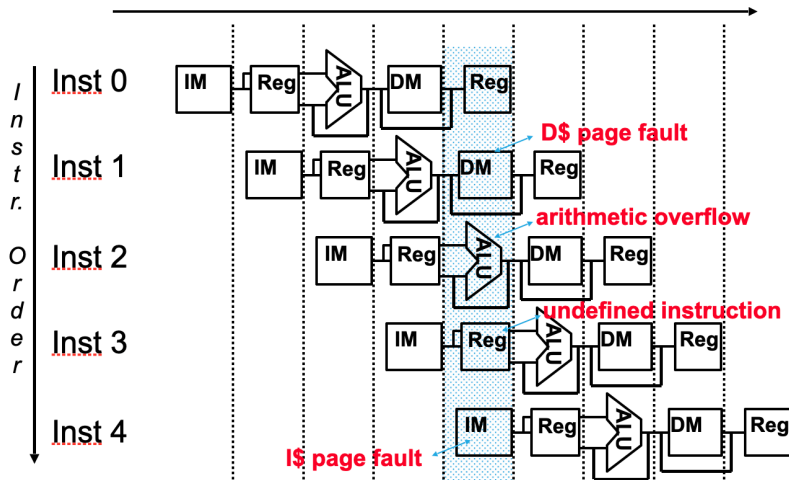 Inst 0
IM
Reg
ALU
DM
Reg
D$ page fault
Inst 1
IM
Reg
ALU
DM
Reg
arithmetic overflow
Inst 2
IM
Reg
ALU
DM
Reg
undefined instruction
Inst 3
IM
Reg
ALU
DM
Reg
Inst 4
IM
Reg
ALU
DM
Reg
I$ page fault
Instr. Order